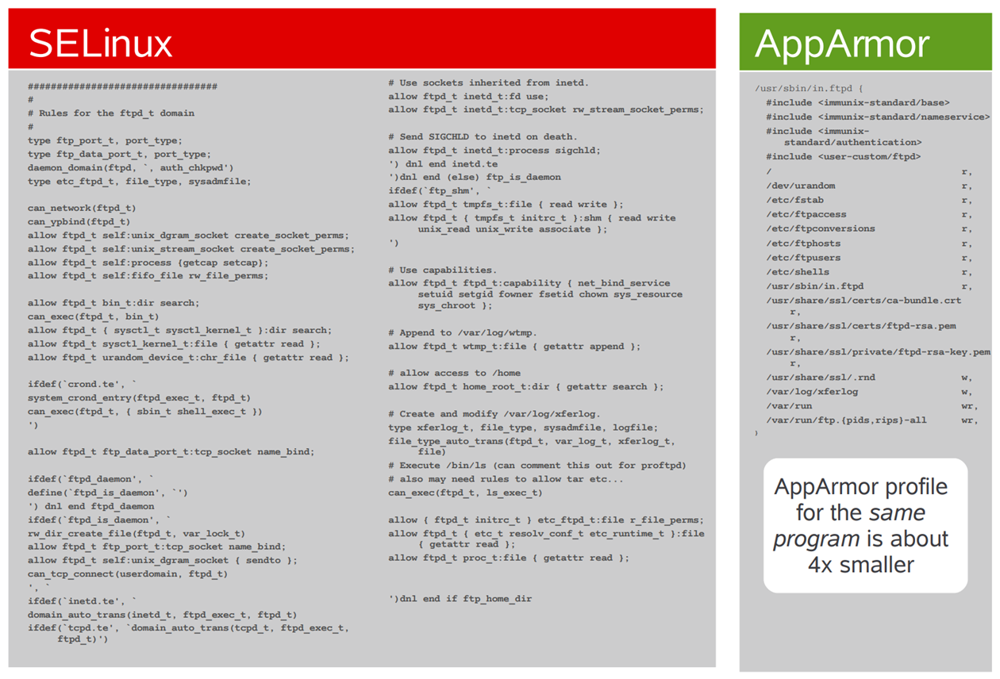 SELinux
################################# 
#
# Rules for the ftpd_t domain
#
type ftp_port_t, port_type;
type ftp_data_port_t, port_type;
daemon_domain(ftpd, `, auth_chkpwd')
type etc_ftpd_t, file_type, sysadmfile;
can_network(ftpd_t)
can_ypbind(ftpd_t)
allow ftpd_t self:unix_dgram_socket create_socket_perms;
allow ftpd_t self:unix_stream_socket create_socket_perms;
allow ftpd_t self:process {getcap setcap};
allow ftpd_t self:fifo_file rw_file_perms;
allow ftpd_t bin_t:dir search;
can_exec(ftpd_t, bin_t)
allow ftpd_t { sysctl_t sysctl_kernel_t }:dir search;
allow ftpd_t sysctl_kernel_t:file { getattr read };
allow ftpd_t urandom_device_t:chr_file { getattr read };
ifdef(`crond.te', `
system_crond_entry(ftpd_exec_t, ftpd_t)
can_exec(ftpd_t, { sbin_t shell_exec_t })
')
allow ftpd_t ftp_data_port_t:tcp_socket name_bind;
ifdef(`ftpd_daemon', `
define(`ftpd_is_daemon', `')
') dnl end ftpd_daemon
ifdef(`ftpd_is_daemon', `
rw_dir_create_file(ftpd_t, var_lock_t)
allow ftpd_t ftp_port_t:tcp_socket name_bind;
allow ftpd_t self:unix_dgram_socket { sendto };
can_tcp_connect(userdomain, ftpd_t)
', `
ifdef(`inetd.te', `
domain_auto_trans(inetd_t, ftpd_exec_t, ftpd_t)
ifdef(`tcpd.te', `domain_auto_trans(tcpd_t, ftpd_exec_t,
ftpd_t)')
# Use sockets inherited from inetd.
allow ftpd_t inetd_t:fd use;
allow ftpd_t inetd_t:tcp_socket rw_stream_socket_perms;
# Send SIGCHLD to inetd on death.
allow ftpd_t inetd_t:process sigchld;
') dnl end inetd.te
')dnl end (else) ftp_is_daemon
ifdef(`ftp_shm', `
allow ftpd_t tmpfs_t:file { read write };
allow ftpd_t { tmpfs_t initrc_t }:shm { read write
unix_read unix_write associate };
')
# Use capabilities.
allow ftpd_t ftpd_t:capability { net_bind_service
setuid setgid fowner fsetid chown sys_resource
sys_chroot };
# Append to /var/log/wtmp.
allow ftpd_t wtmp_t:file { getattr append };
# allow access to /home
allow ftpd_t home_root_t:dir { getattr search };
# Create and modify /var/log/xferlog.
type xferlog_t, file_type, sysadmfile, logfile;
file_type_auto_trans(ftpd_t, var_log_t, xferlog_t,
file)
# Execute /bin/ls (can comment this out for proftpd)
# also may need rules to allow tar etc...
can_exec(ftpd_t, ls_exec_t)
allow { ftpd_t initrc_t } etc_ftpd_t:file r_file_perms;
allow ftpd_t { etc_t resolv_conf_t etc_runtime_t }:file
{ getattr read };
allow ftpd_t proc_t:file { getattr read };
')dnl end if ftp_home_dir
AppArmor
/usr/sbin/in.ftpd {
#include <immunix-standard/base>
#include <immunix-standard/nameservice>
#include <immunix-
standard/authentication>
#include <user-custom/ftpd>
/ r,
/dev/urandom r,
/etc/fstab r,
/etc/ftpaccess r,
/etc/ftpconversions r,
/etc/ftphosts r,
/etc/ftpusers r,
/etc/shells r,
/usr/sbin/in.ftpd r,
/usr/share/ssl/certs/ca-bundle.crt
r,
/usr/share/ssl/certs/ftpd-rsa.pem
r,
/usr/share/ssl/private/ftpd-rsa-key.pem
r,
/usr/share/ssl/.rnd w,
/var/log/xferlog w,
/var/run wr,
/var/run/ftp.{pids,rips}-all wr,
}
AppArmor profile
for the same
program is about
4x smaller